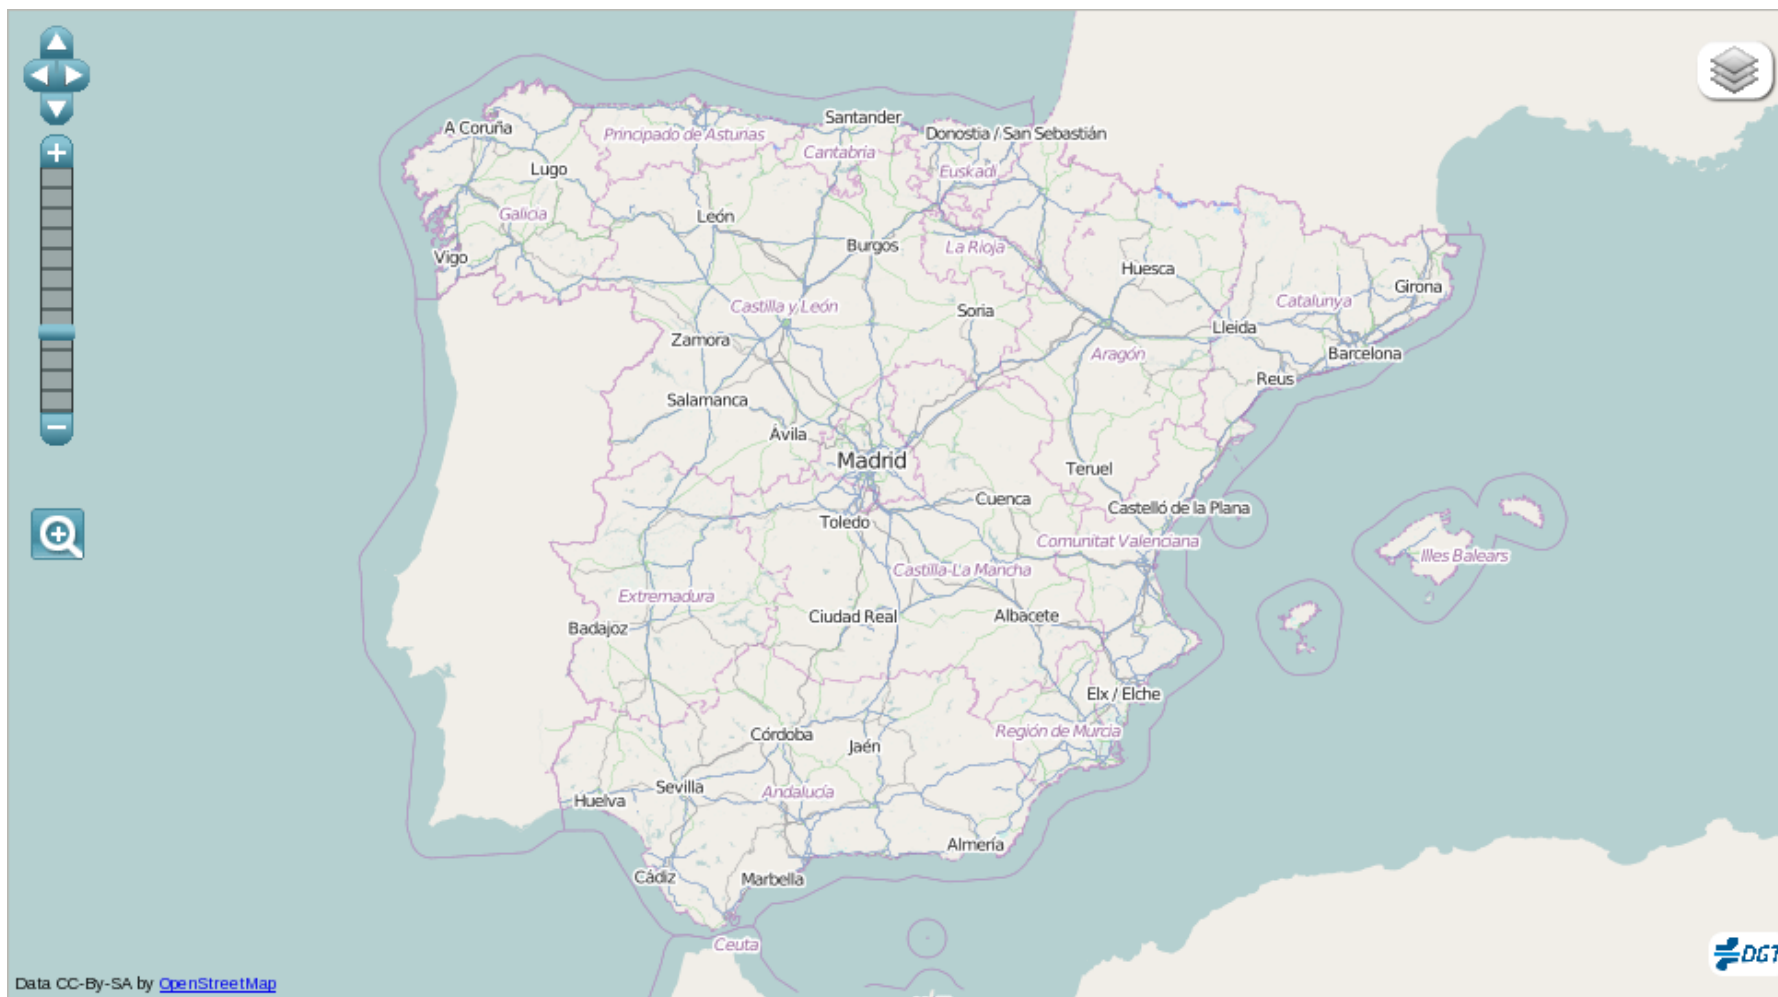 Santander
A Coruña
Principado de Asturias
Donostia / San Sebastián
Cantabria
Lugo
Euskadi
Galicia
León
Burgos
La Rioja
Vigo
Huesca
Girona
Castilla y León
Soria
Catalunya
Zamora
Lleida
Aragón
Barcelona
Reus
Salamanca
Ávila
Madrid
Teruel
Cuenca
Castelló de la Plana
Toledo
Comunitat Valenciana
Illes Balears
Castilla-La Mancha
Extremadura
Ciudad Real
Albacete
Badajoz
Elx / Elche
Región de Murcia
Córdoba
Jaén
Sevilla
Andalucía
Huelva
Almería
Cádiz
Marbella
Ceuta
DGT
Data CC-By-SA by OpenStreetMap